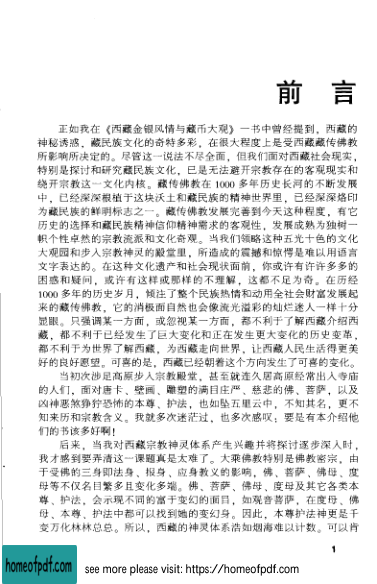 前 言
正如我在《西藏金银风情与藏币大观》一书中曾经提到，西藏的
神秘诱惑，藏民族文化的奇特多彩，在很大程度上是受西藏藏传佛教
所影响所决定的。尽管这一说法不尽全面，但我们面对西藏社会现实，
特别是探讨和研究藏民族文化，已是无法避开宗教存在的客观现实和
绕开宗教这一文化内核。藏传佛教在 1000 多年历史长河的不断发展
中，已经深深根植于这块沃土和藏民族的精神世界里，已经深深烙印
为藏民族的鲜明标志之一。藏传佛教发展完善到今天这种程度，有它
历史的选择和藏民族精神信仰精神需求的客观性，发展成熟为独树一
帜个性卓然的宗教流派和文化奇观。当我们领略这种五光十色的文化
大观园和步入宗教神灵的殿堂里，所造成的震撼和惊愕是难以用语言
文字表达的。在这种文化遗产和社会现状面前，你或许有许许多多的
困惑和疑问，或许有这样或那样的不理解，这都不足为奇。在历经
1000 多年的历史岁月，倾注了整个民族热情和动用全社会财富发展起
来的藏传佛教，它的消极面自然也会像流光溢彩的灿烂迷人一样十分
显眼。只强调某一方面，或忽视某一方面，都不利于了解西藏介绍西
藏，都不利于已经发生了巨大变化和正在发生更大变化的历史变革，
都不利于为世界了解西藏，为西藏走向世界，让西藏人民生活得更美
好的良好愿望。可喜的是，西藏已经朝着这个方向发生了可喜的变化。
当初次涉足高原步入宗教殿堂，甚至就连久居高原经常出入寺庙
的人们，面对唐卡、壁画、雕塑的满目庄严、慈悲的佛、菩萨，以及
凶神恶煞狰狞恐怖的本尊、护法，也如坠五里云中，不知其名，更不
知来历和宗教含义。我就多次迷茫过，也多次感叹：要是有本介绍他
们的书该多好啊！
后来，当我对西藏宗教神灵体系产生兴趣并将探讨逐步深入时，
我才感到要弄清这一课题真是太难了。大乘佛教特别是佛教密宗，由
于受佛的三身即法身、报身、应身教义的影响，佛、菩萨、佛母、度
母等不仅名目繁多且变化多端。佛、菩萨、佛母、度母及其它各类本
尊、护法，会示现不同的富于变幻的面目，如观音菩萨，在度母、佛
母、本尊、护法中都可以找到她的变幻身。因此，本尊护法神更是千
变万化林林总总。所以，西藏的神灵体系浩如烟海难以计数。可以肯
1
homeofpdf.com
see more please visit: https://homeofpdf.com